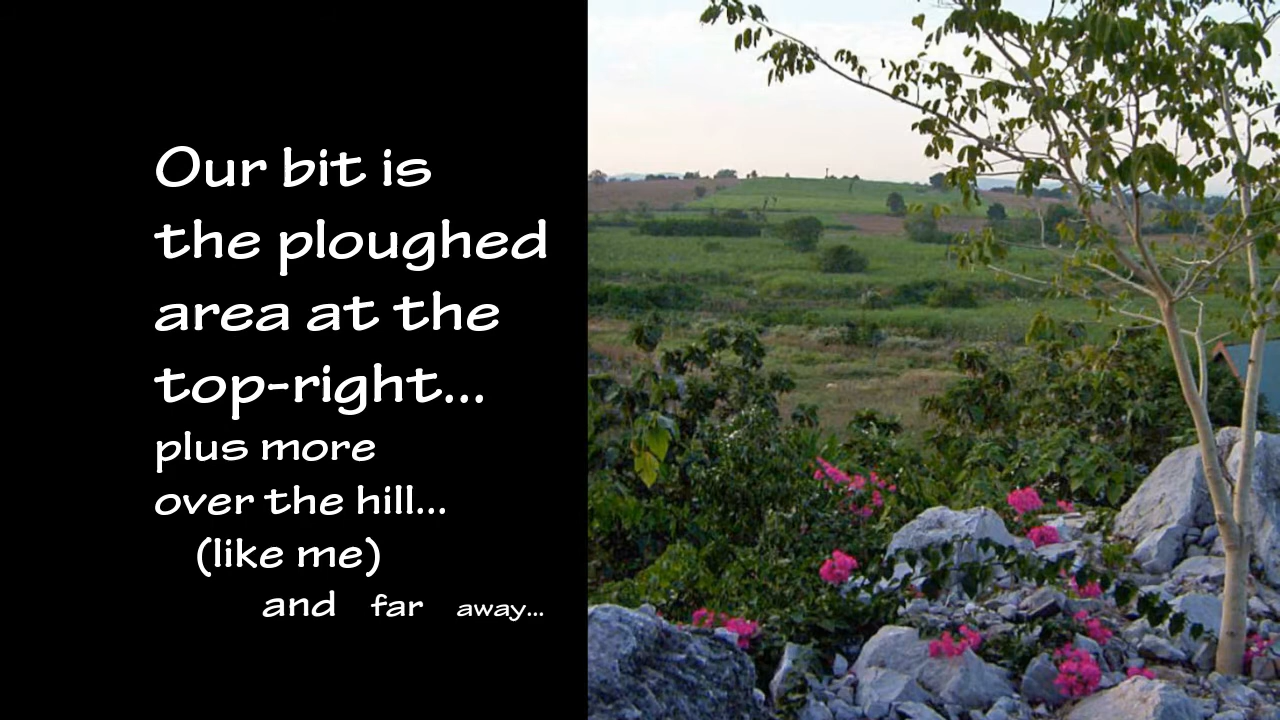 Our bit is
the ploughed
area at the
top-right...
plus more
over the hill...
(like me)
and far away...